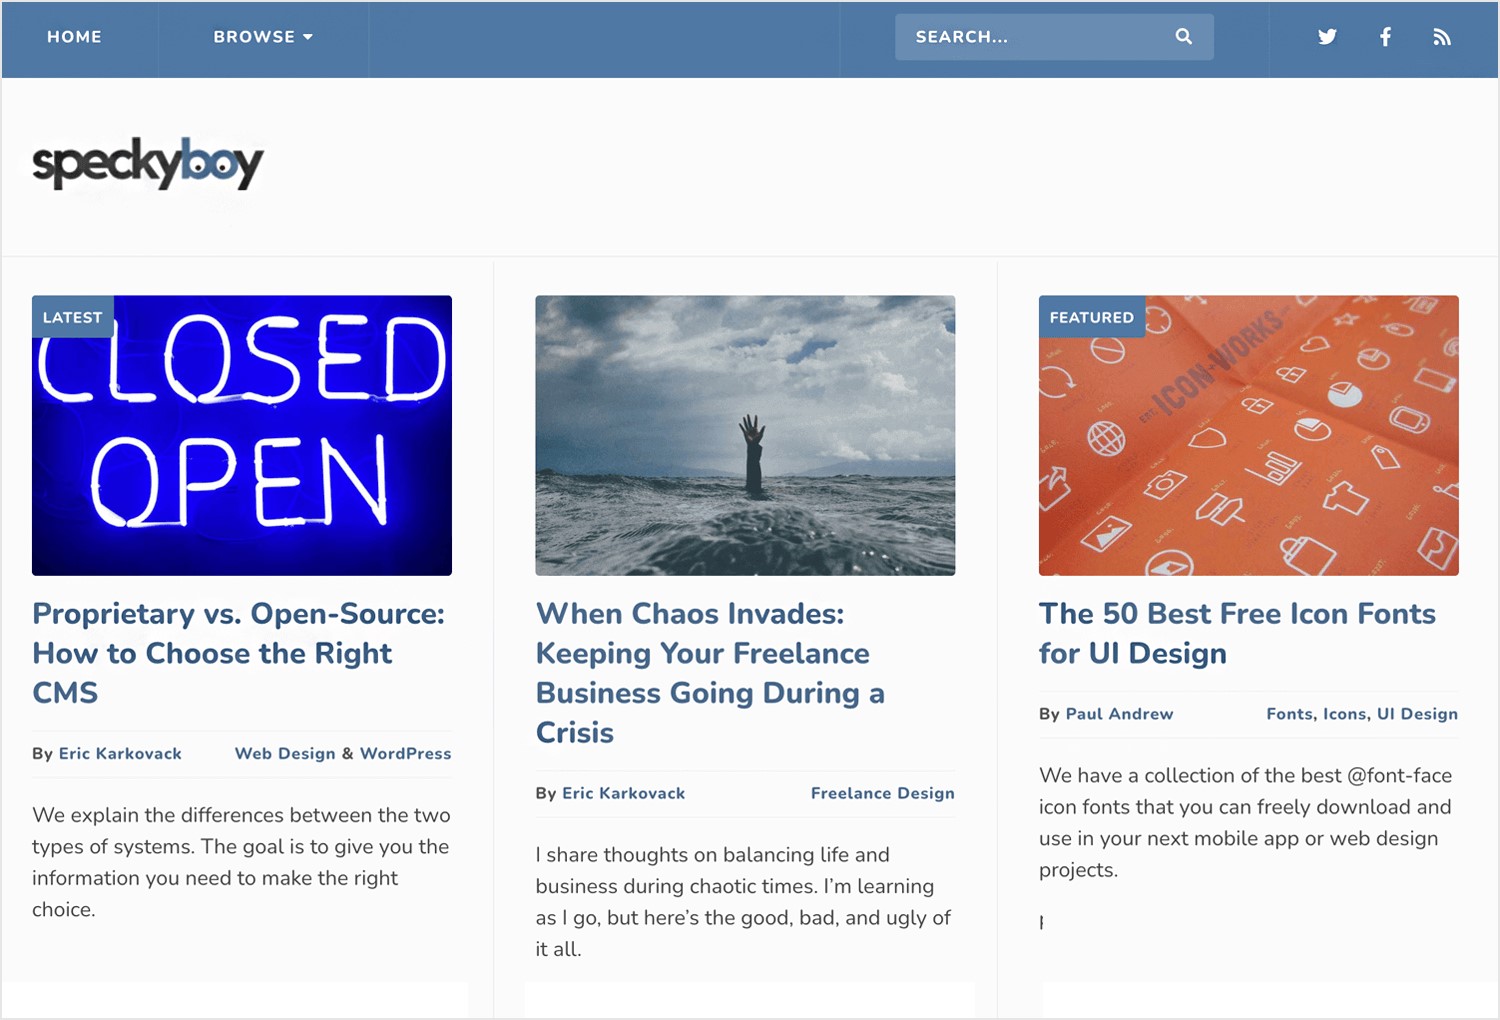 HOME
BROWSE
SEARCH...
speckyboy
LATEST
CLOSED
OPEN
Proprietary vs. Open-Source:
How to Choose the Right
CMS
By Eric Karkovack
Web Design & WordPress
We explain the differences between the two
types of systems. The goal is to give you the
information you need to make the right
choice.
When Chaos Invades:
Keeping Your Freelance
Business Going During a
Crisis
By Eric Karkovack
Freelance Design
I share thoughts on balancing life and
business during chaotic times. I’m learning
as I go, but here’s the good, bad, and ugly of
it all.
FEATURED
EST. ICON WORKS
The 50 Best Free Icon Fonts
for UI Design
By Paul Andrew
Fonts, Icons, UI Design
We have a collection of the best @font-face
icon fonts that you can freely download and
use in your next mobile app or web design
projects.